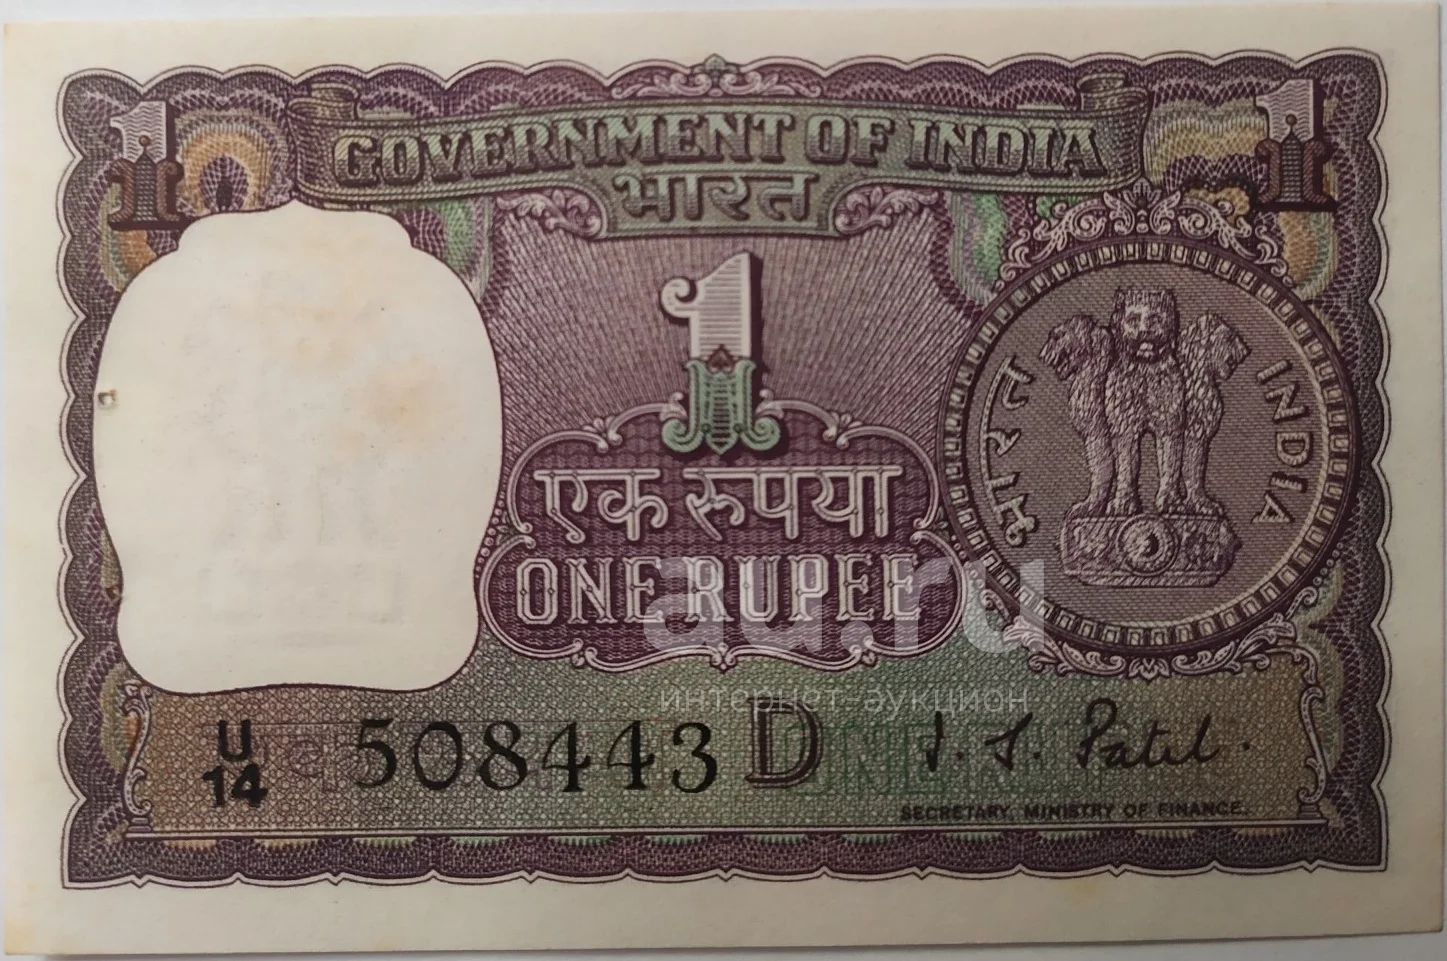 1 1
GOVERNMENT OF INDIA
भारत
1
एक रुपया
ONE RUPEE
भारत INDIA
au.ru
интернет-аукцион
U
14 508443 D
SECRETARY, MINISTRY OF FINANCE.